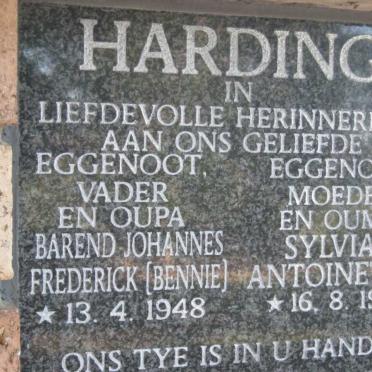 HARDING
IN
LIEFDEVOLLE HERINNER
AAN ONS GELIEFDE
EGGENOOT, EGGENO
VADER MOEDE
EN OUPA EN OUM
BAREND JOHANNES SYLVIA
FREDERICK (BENNIE) ANTOINE
★ 13. 4. 1948 ★ 16. 8. 1
ONS TYE IS IN U HAND